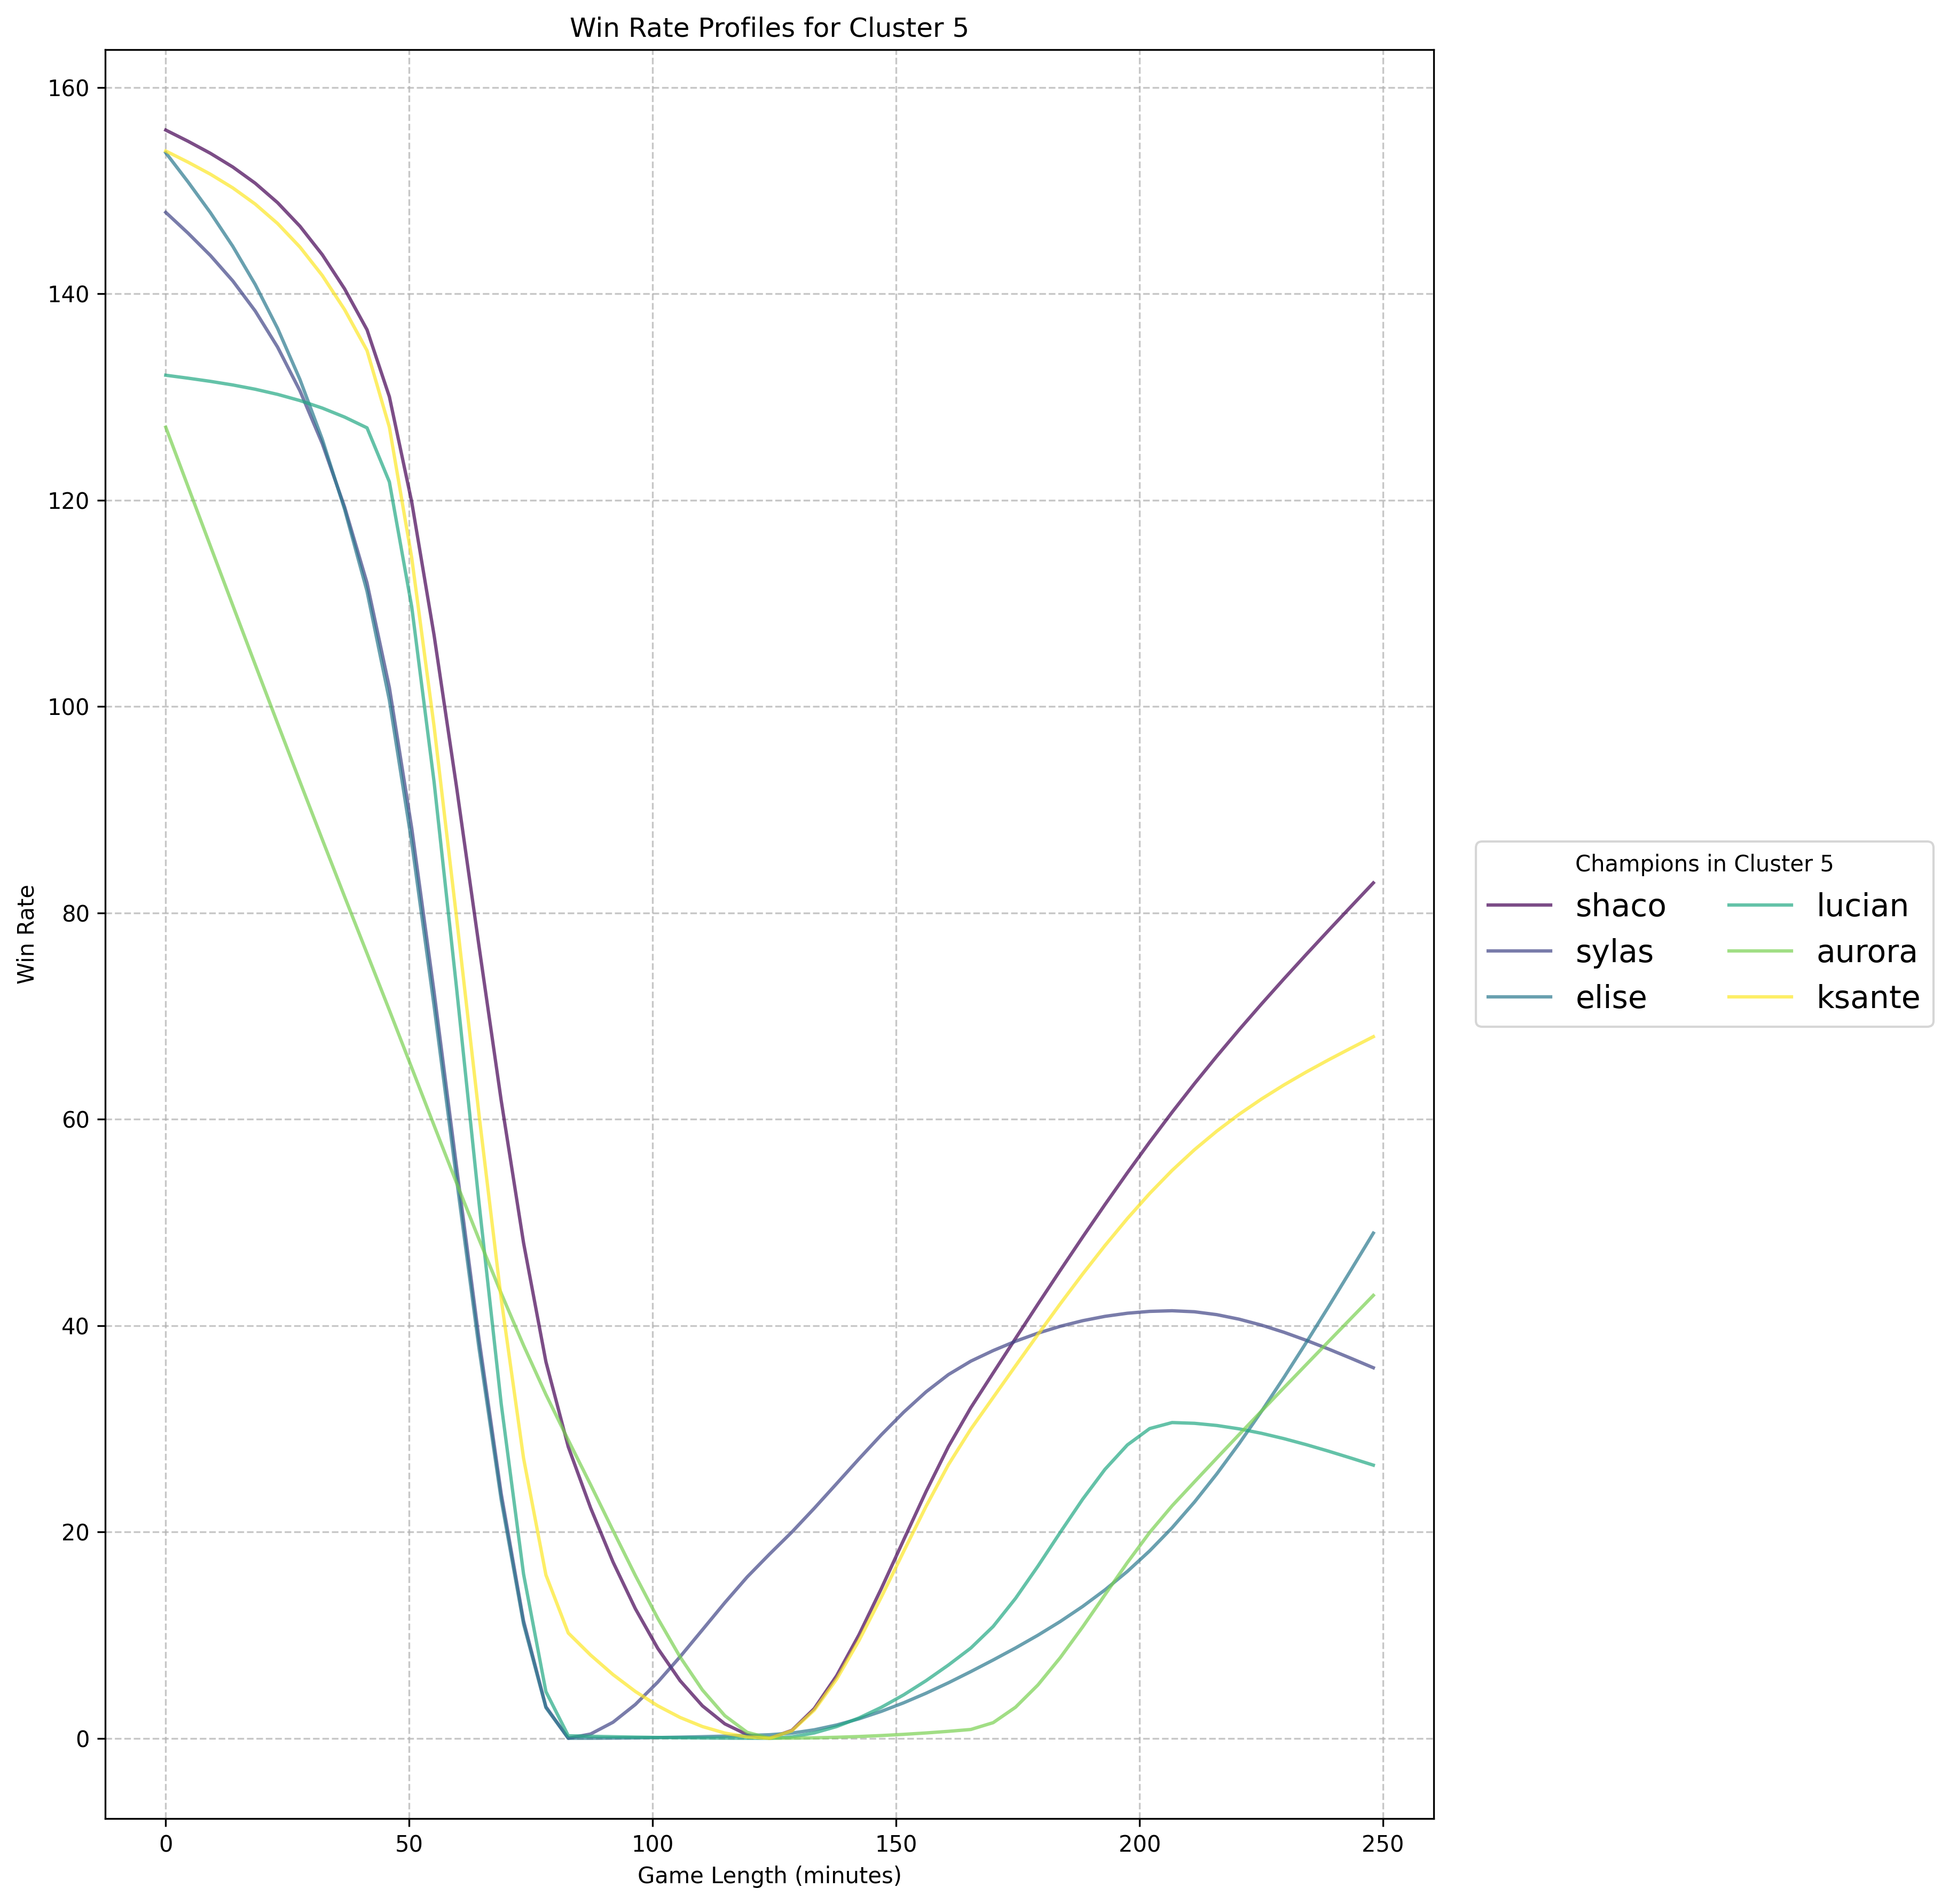 Win Rate Profiles for Cluster 5
160
140
120
100
80
60
40
20
0
Win Rate
0 50 100 150 200 250
Game Length (minutes)
Champions in Cluster 5
shaco lucian
sylas aurora
elise ksante